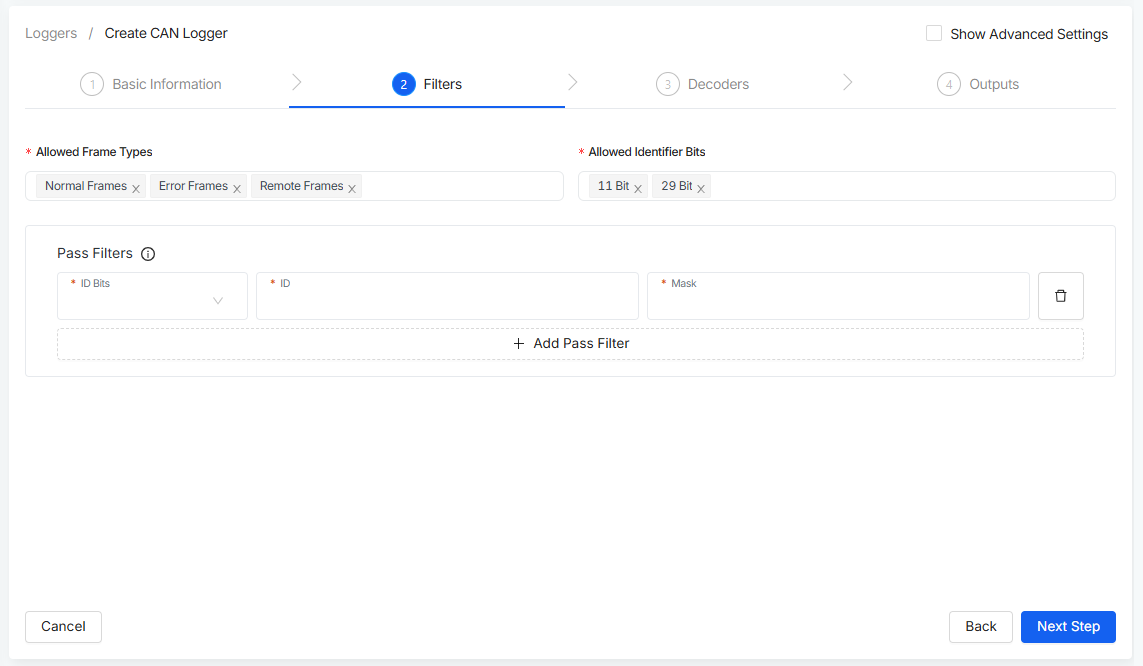 Loggers / Create CAN Logger
Show Advanced Settings
1 Basic Information
2 Filters
3 Decoders
4 Outputs
* Allowed Frame Types
Normal Frames x Error Frames x Remote Frames x
* Allowed Identifier Bits
11 Bit x 29 Bit x
Pass Filters
* ID Bits
* ID
* Mask
+ Add Pass Filter
Cancel
Back
Next Step